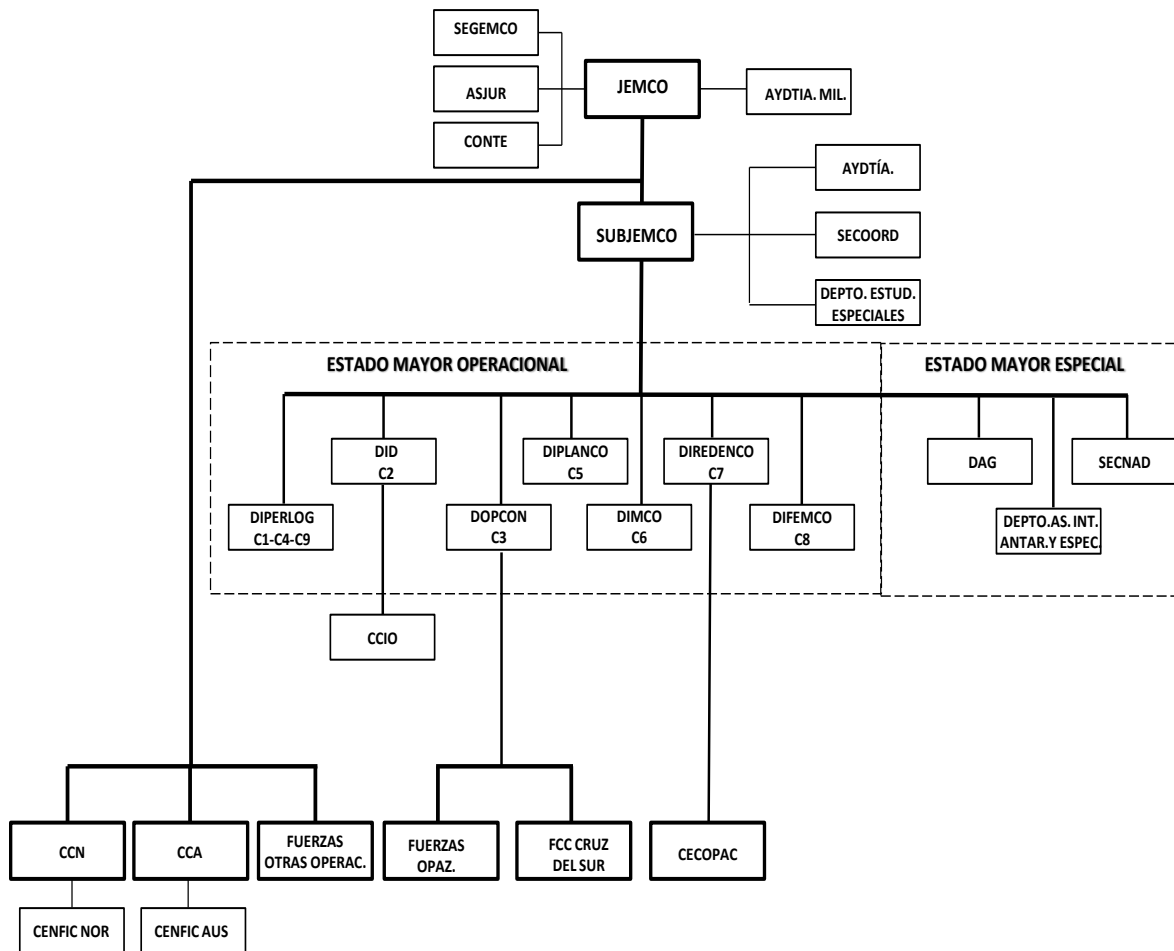 SEGEMCO
ASJUR
CONTE
JEMCO
AYDTIA. MIL.
AYDTÍA.
SUBJEMCO
SECOORD
DEPTO. ESTUD.
ESPECIALES
ESTADO MAYOR OPERACIONAL
ESTADO MAYOR ESPECIAL
DID
C2
DIPLANCO
C5
DIREDENCO
C7
DAG
SECNAD
DIPERLOG
C1-C4-C9
DOPCON
C3
DIMCO
C6
DIFEMCO
C8
DEPTO.AS. INT.
ANTAR.Y ESPEC.
CCIO
CCN
CCA
FUERZAS
OTRAS OPERAC.
FUERZAS
OPAZ.
FCC CRUZ
DEL SUR
CECOPAC
CENFIC NOR
CENFIC AUS